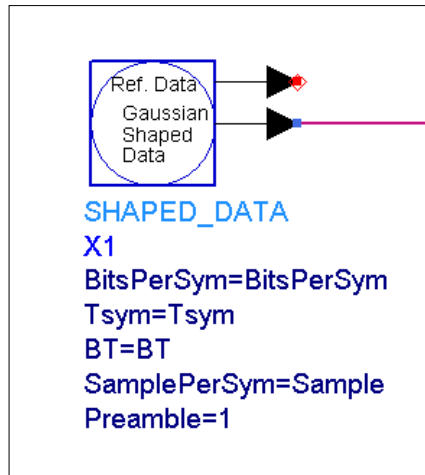 Ref. Data
Gaussian
Shaped
Data
SHAPED_DATA
X1
BitsPerSym=BitsPerSym
Tsym=Tsym
BT=BT
SamplePerSym=Sample
Preamble=1